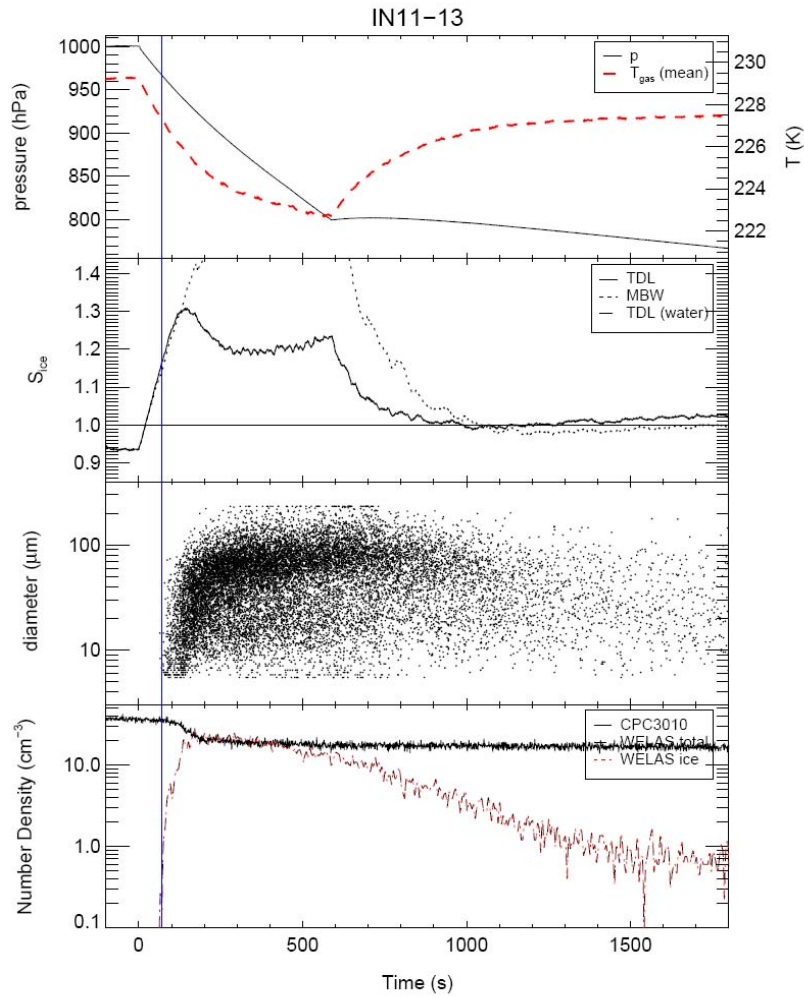 IN11−13
1000
950
900
850
800
pressure (hPa)
p
Tgas (mean)
230
228
226
224
222
T (K)
1.4
1.3
1.2
1.1
1.0
0.9
Sice
TDL
MBW
TDL (water)
100
10
diameter (μm)
10.0
1.0
0.1
Number Density (cm−3)
CPC3010
WELAS total
WELAS ice
0
500
1000
1500
Time (s)